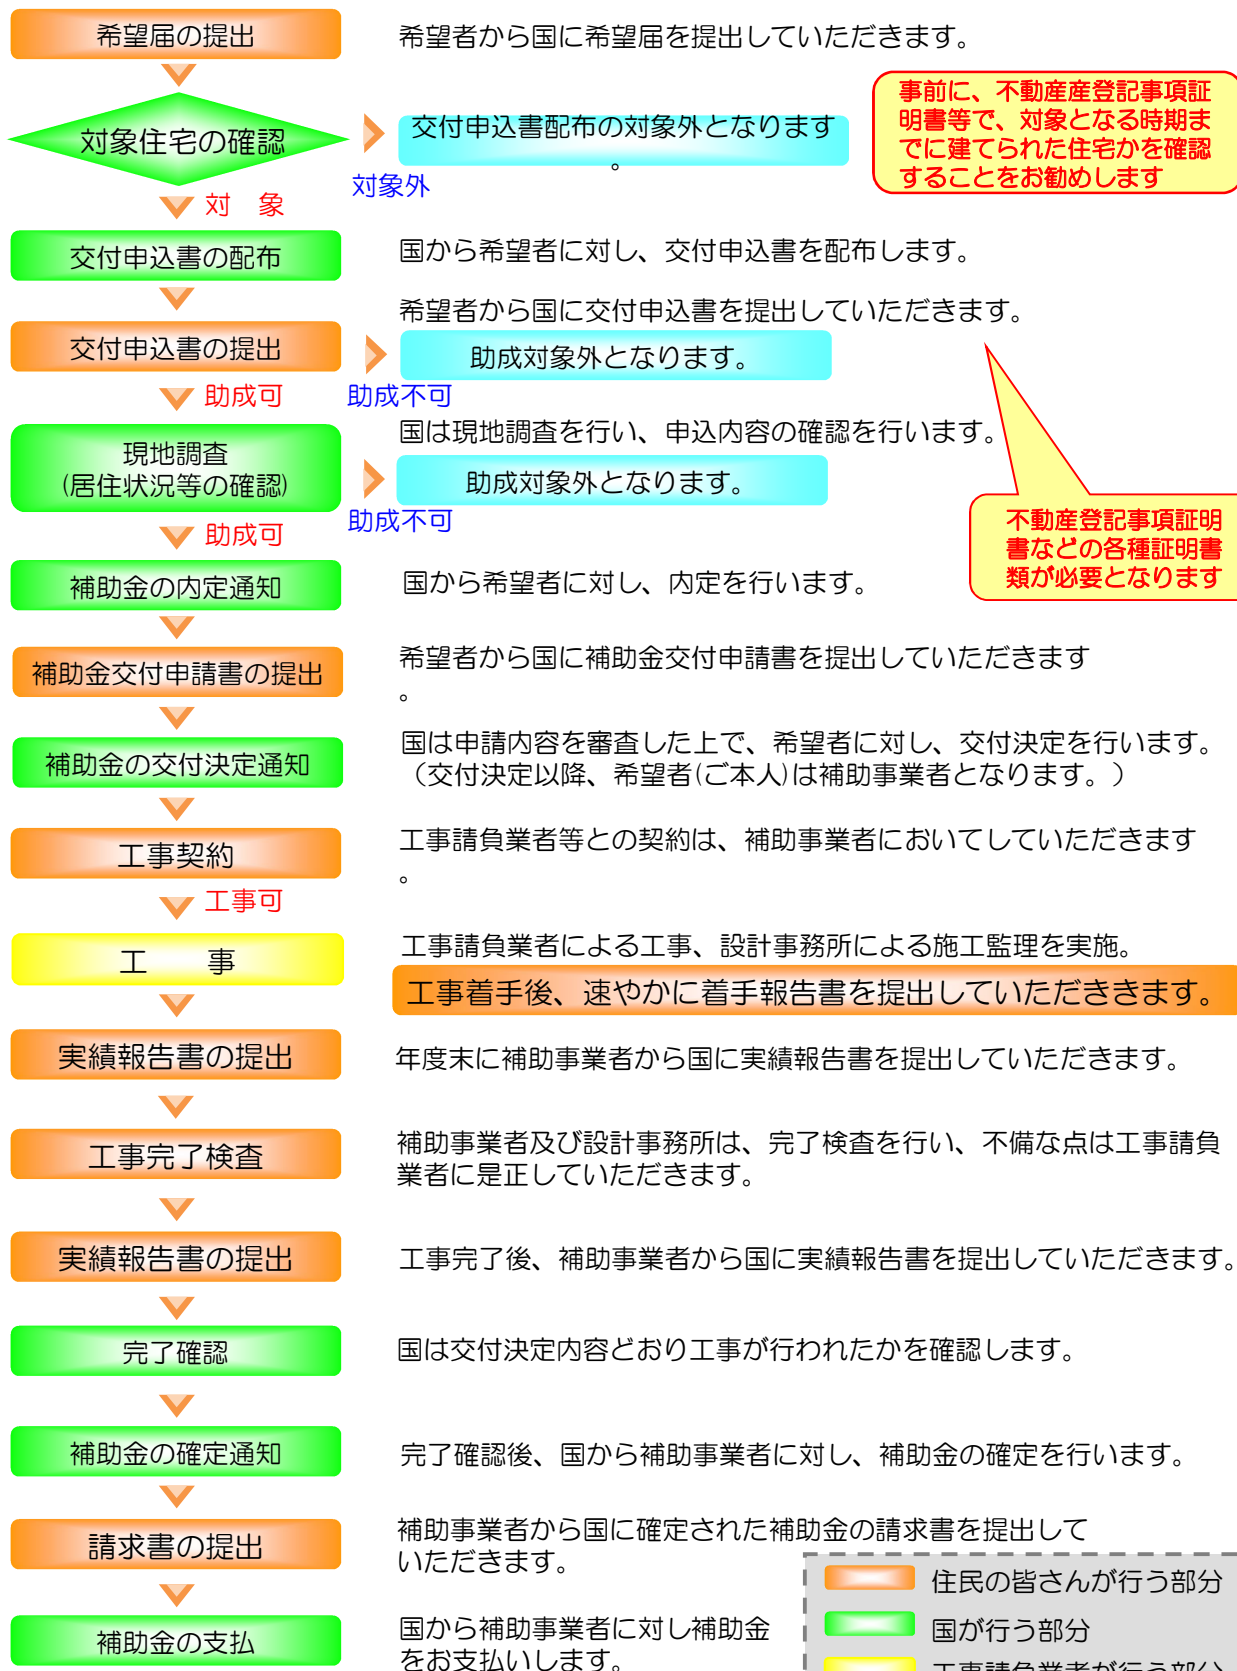 希望届の提出
希望者から国に希望届を提出していただきます。
事前に、不動産産登記事項証
明書等で、対象となる時期ま
でに建てられた住宅かを確認
することをお勧めします
対象住宅の確認
交付申込書配布の対象外となります
。
対象外
対　象
交付申込書の配布
国から希望者に対し、交付申込書を配布します。
希望者から国に交付申込書を提出していただきます。
交付申込書の提出
助成対象外となります。
助成可
助成不可
国は現地調査を行い、申込内容の確認を行います。
現地調査
(居住状況等の確認)
助成対象外となります。
助成不可
助成可
不動産登記事項証明
書などの各種証明書
類が必要となります
補助金の内定通知
国から希望者に対し、内定を行います。
補助金交付申請書の提出
希望者から国に補助金交付申請書を提出していただきます
。
補助金の交付決定通知
国は申請内容を審査した上で、希望者に対し、交付決定を行います。
（交付決定以降、希望者(ご本人)は補助事業者となります。）
工事契約
工事請負業者等との契約は、補助事業者においてしていただきます
。
工事可
工　事
工事請負業者による工事、設計事務所による施工監理を実施。
工事着手後、速やかに着手報告書を提出していただききます。
実績報告書の提出
年度末に補助事業者から国に実績報告書を提出していただきます。
工事完了検査
補助事業者及び設計事務所は、完了検査を行い、不備な点は工事請負
業者に是正していただきます。
実績報告書の提出
工事完了後、補助事業者から国に実績報告書を提出していただきます。
完了確認
国は交付決定内容どおり工事が行われたかを確認します。
補助金の確定通知
完了確認後、国から補助事業者に対し、補助金の確定を行います。
請求書の提出
補助事業者から国に確定された補助金の請求書を提出して
いただきます。
補助金の支払
国から補助事業者に対し補助金
をお支払いします。
住民の皆さんが行う部分
国が行う部分
工事請負業者が行う部分